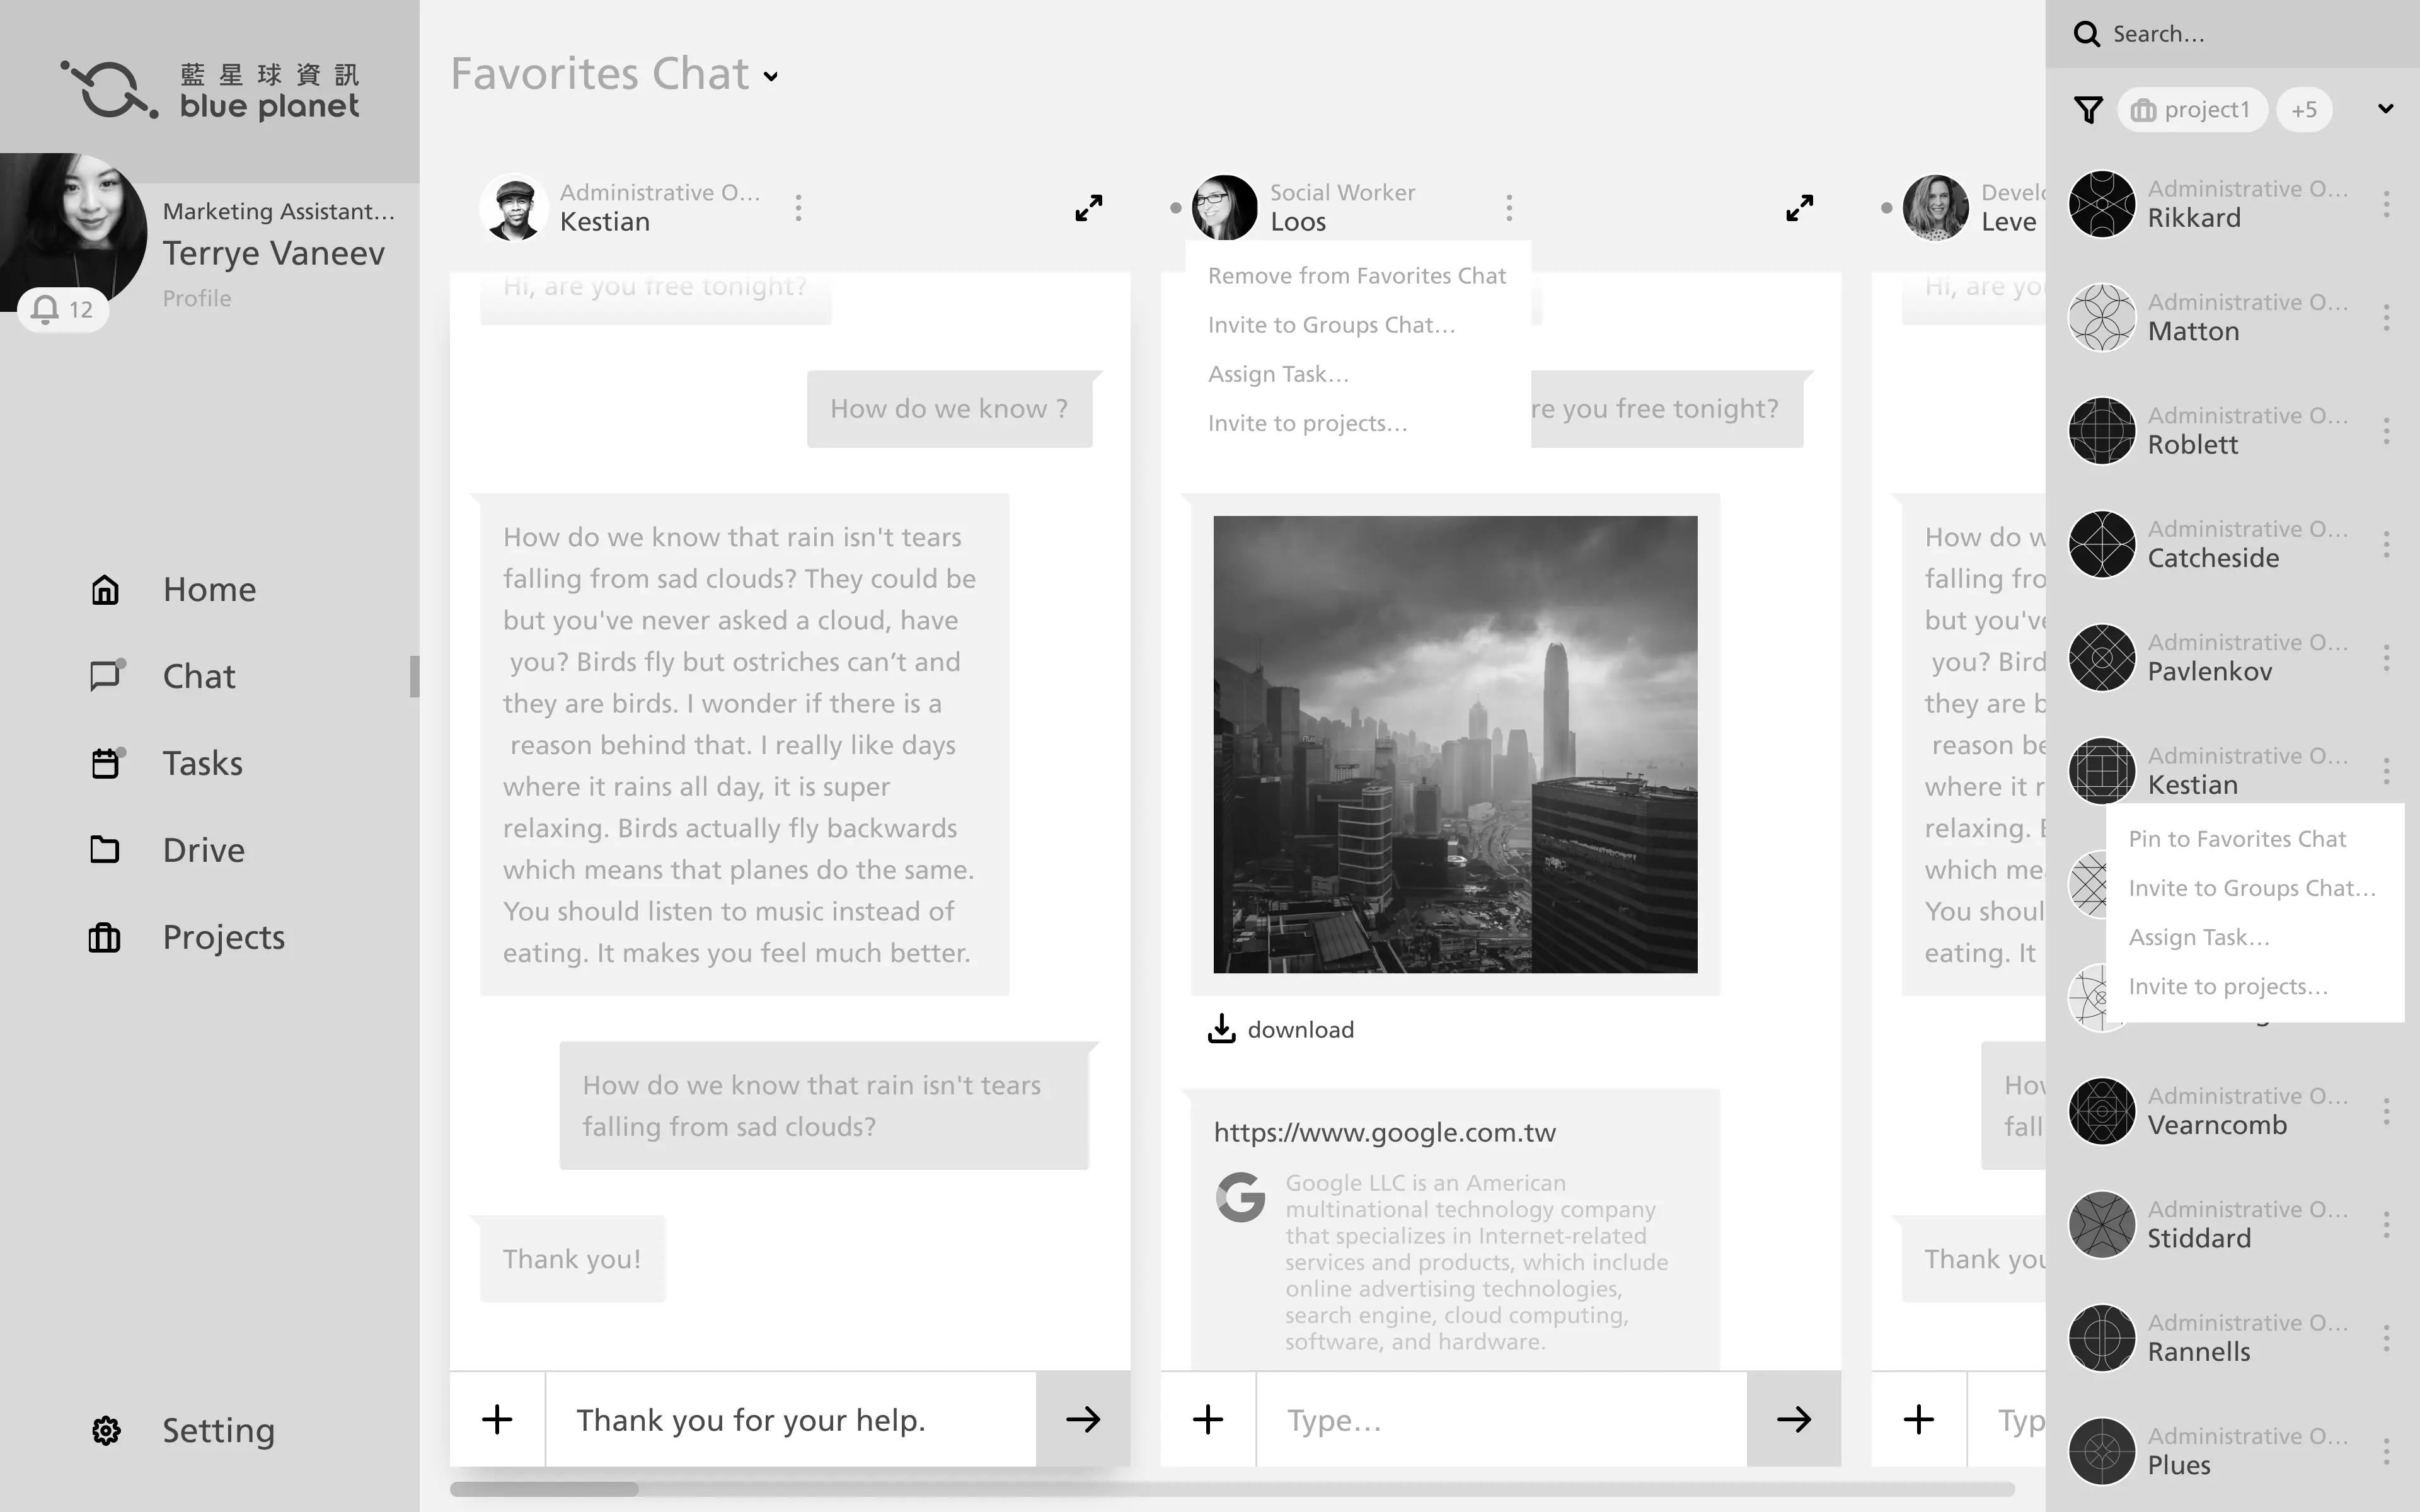 藍星球資訊
blue planet
Marketing Assistant…
Terrye Vaneev
Profile
12
Home
Chat
Tasks
Drive
Projects
Setting
Favorites Chat
Administrative O…
Kestian
Hi, are you free tonight?
How do we know ?
How do we know that rain isn't tears
falling from sad clouds? They could be
but you've never asked a cloud, have
you? Birds fly but ostriches can’t and
they are birds. I wonder if there is a
reason behind that. I really like days
where it rains all day, it is super
relaxing. Birds actually fly backwards
which means that planes do the same.
You should listen to music instead of
eating. It makes you feel much better.
How do we know that rain isn't tears
falling from sad clouds?
Thank you!
Thank you for your help.
Social Worker
Loos
Remove from Favorites Chat
Invite to Groups Chat…
Assign Task…
Invite to projects…
re you free tonight?
download
https://www.google.com.tw
Google LLC is an American
multinational technology company
that specializes in Internet-related
services and products, which include
online advertising technologies,
search engine, cloud computing,
software, and hardware.
Type…
Develo
Leve
Hi, are yo
How do w
falling fro
but you've
you? Bird
they are b
reason be
where it r
relaxing. B
which me
You shoul
eating. It
How
fall
Thank you
Typ
Search…
project1
+5
Administrative O…
Rikkard
Administrative O…
Matton
Administrative O…
Roblett
Administrative O…
Catcheside
Administrative O…
Pavlenkov
Administrative O…
Kestian
Pin to Favorites Chat
Invite to Groups Chat…
Assign Task…
Invite to projects…
Administrative O…
Vearncomb
Administrative O…
Stiddard
Administrative O…
Rannells
Administrative O…
Plues